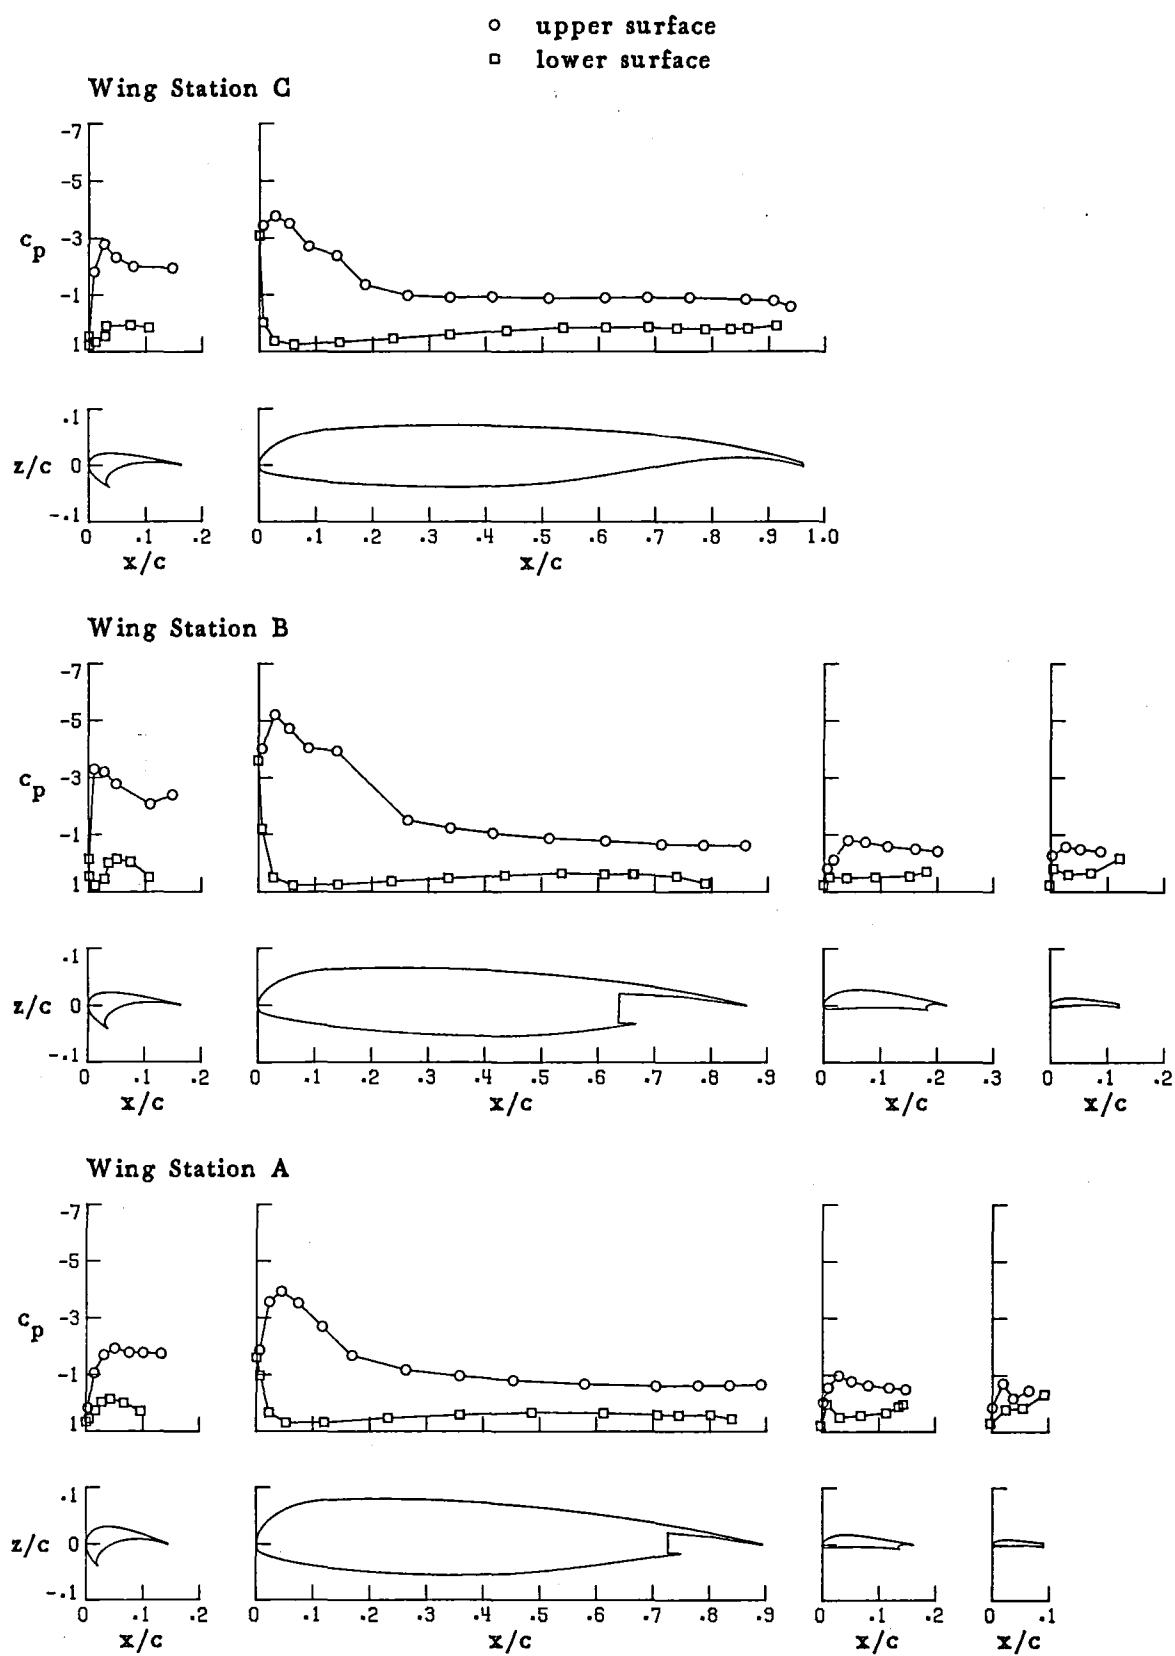 upper surface
lower surface
Wing Station C
-7
-5
-3
-1
1
c_p
.1
0
-.1
z/c
0 .1 .2
x/c
0 .1 .2 .3 .4 .5 .6 .7 .8 .9 1.0
x/c
Wing Station B
-7
-5
-3
-1
1
c_p
.1
0
-.1
z/c
0 .1 .2
x/c
0 .1 .2 .3 .4 .5 .6 .7 .8 .9
x/c
0 .1 .2 .3
x/c
0 .1 .2
x/c
Wing Station A
-7
-5
-3
-1
1
c_p
.1
0
-.1
z/c
0 .1 .2
x/c
0 .1 .2 .3 .4 .5 .6 .7 .8 .9
x/c
0 .1 .2
x/c
0 .1
x/c